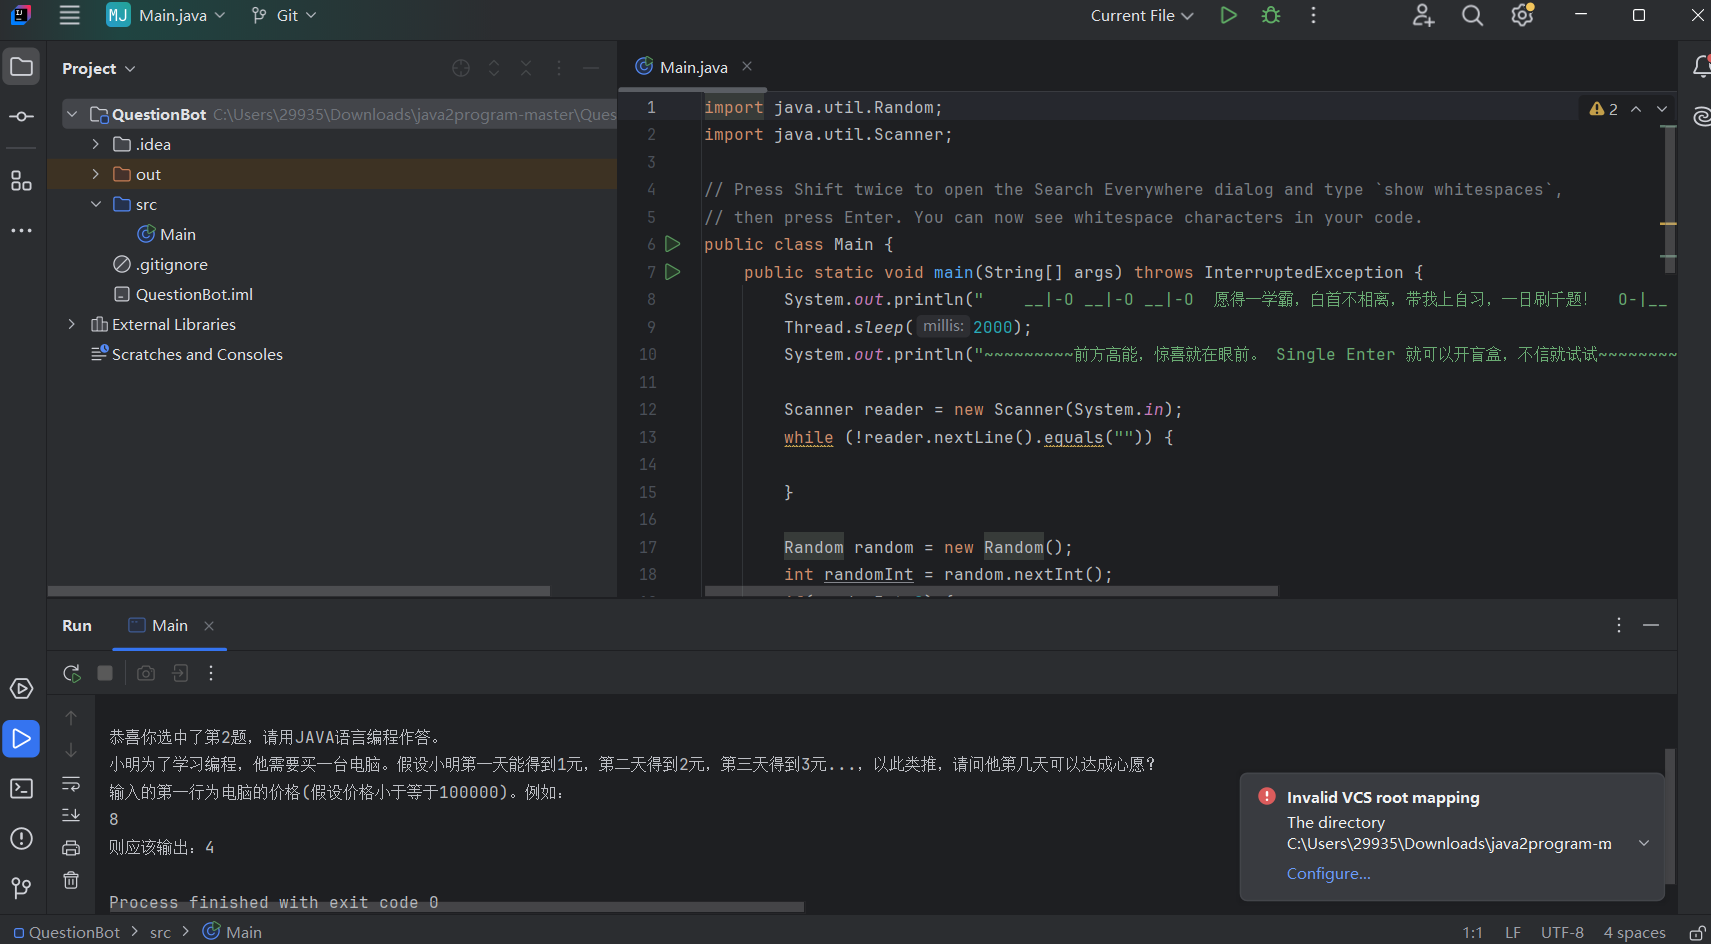 MJ Main.java Git Current File
Project
Main.java
QuestionBot C:\Users\29935\Downloads\java2program-master\Ques
.idea
out
src
Main
.gitignore
QuestionBot.iml
External Libraries
Scratches and Consoles
2
1 import java.util.Random;
2 import java.util.Scanner;
3
4 // Press Shift twice to open the Search Everywhere dialog and type `show whitespaces`,
5 // then press Enter. You can now see whitespace characters in your code.
6 public class Main {
7 public static void main(String[] args) throws InterruptedException {
8 System.out.println("    __|-O __|-O __|-O  愿得一学霸，白首不相离，带我上自习，一日刷千题！  O-|__
9 Thread.sleep( millis: 2000);
10 System.out.println("~~~~~~~~~前方高能，惊喜就在眼前。 Single Enter 就可以开盲盒，不信就试试~~~~~~~~
11
12 Scanner reader = new Scanner(System.in);
13 while (!reader.nextLine().equals("")) {
14
15 }
16
17 Random random = new Random();
18 int randomInt = random.nextInt();
Run Main
恭喜你选中了第2题，请用JAVA语言编程作答。
小明为了学习编程，他需要买一台电脑。假设小明第一天能得到1元，第二天得到2元，第三天得到3元...，以此类推，请问他第几天可以达成心愿？
输入的第一行为电脑的价格(假设价格小于等于100000)。例如：
8
则应该输出：4
Process finished with exit code 0
Invalid VCS root mapping
The directory
C:\Users\29935\Downloads\java2program-m
Configure...
QuestionBot > src > Main 1:1 LF UTF-8 4 spaces